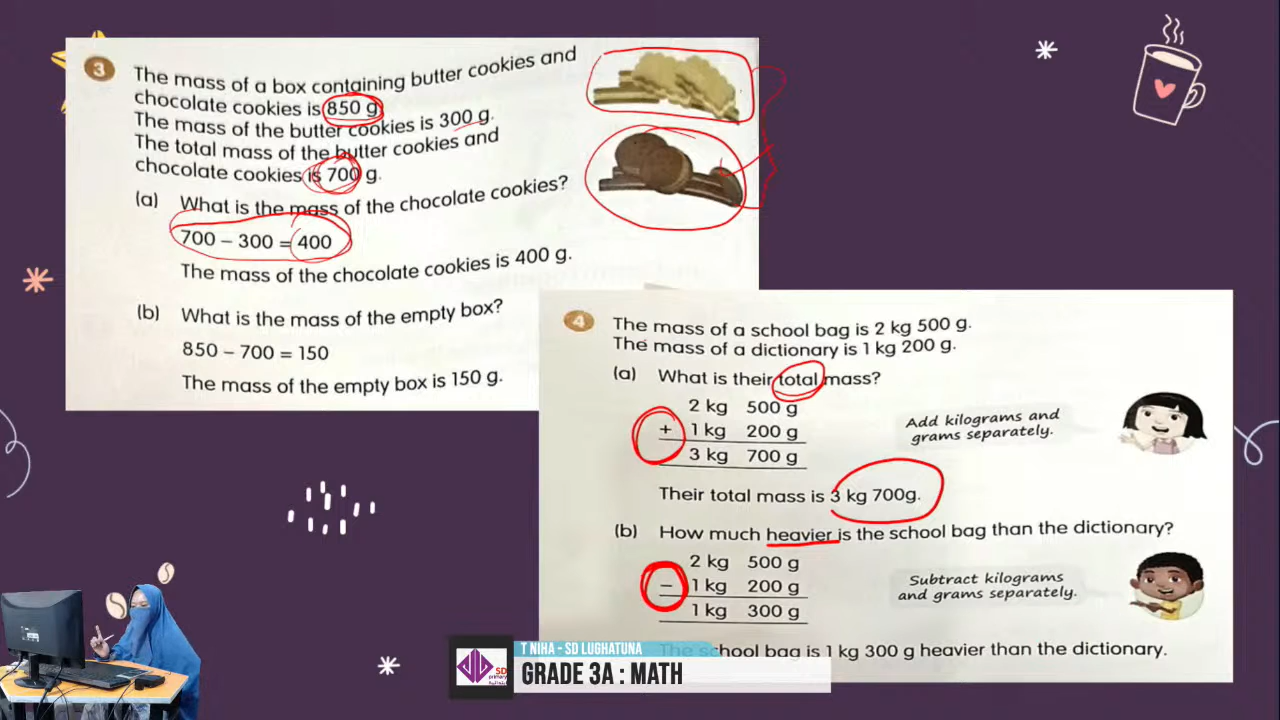 3
The mass of a box containing butter cookies and
chocolate cookies is 850 g.
The mass of the butter cookies is 300 g.
The total mass of the butter cookies and
chocolate cookies is 700 g.
(a) What is the mass of the chocolate cookies?
700 – 300 = 400
The mass of the chocolate cookies is 400 g.
(b) What is the mass of the empty box?
850 – 700 = 150
The mass of the empty box is 150 g.
4
The mass of a school bag is 2 kg 500 g.
The mass of a dictionary is 1 kg 200 g.
(a) What is their total mass?
2 kg 500 g
+ 1 kg 200 g
3 kg 700 g
Add kilograms and
grams separately.
Their total mass is 3 kg 700g.
(b) How much heavier is the school bag than the dictionary?
2 kg 500 g
– 1 kg 200 g
1 kg 300 g
Subtract kilograms
and grams separately.
The school bag is 1 kg 300 g heavier than the dictionary.
T NIHA - SD LUGHATUNA
GRADE 3A : MATH
SD